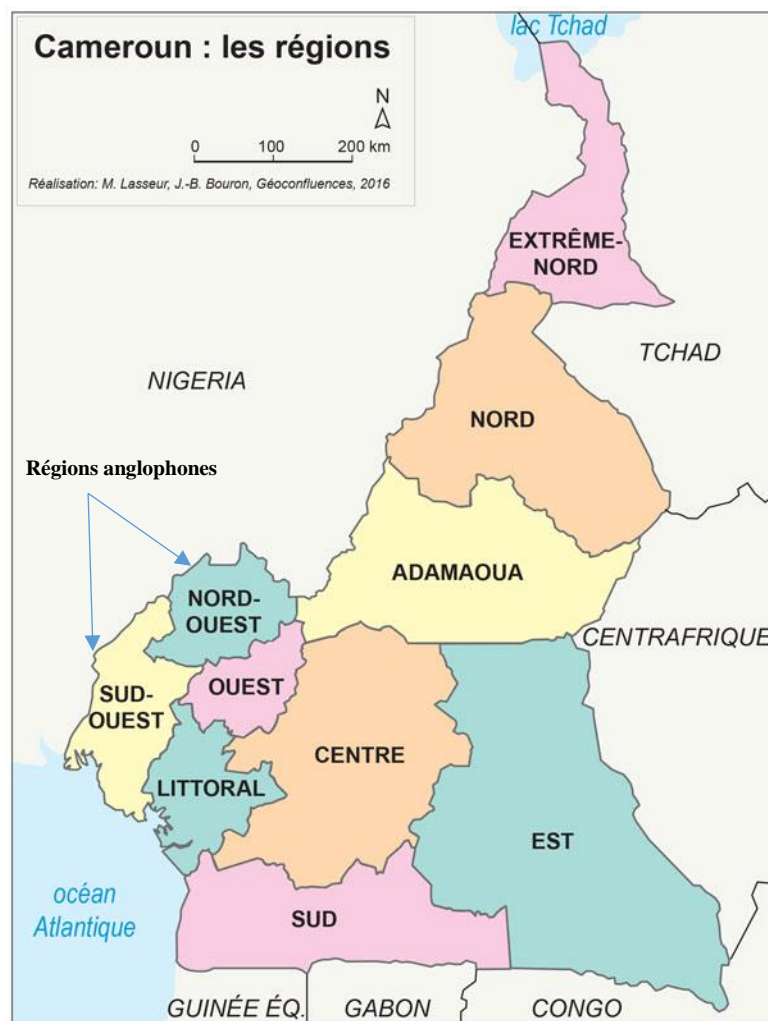 lac Tchad
Cameroun : les régions
N
0 100 200 km
Réalisation: M. Lasseur, J.-B. Bouron, Géoconfluences, 2016
EXTRÊME-
NORD
TCHAD
NIGERIA
NORD
Régions anglophones
ADAMAOUA
NORD-
OUEST
CENTRAFRIQUE
OUEST
SUD-
OUEST
CENTRE
LITTORAL
EST
océan
Atlantique
SUD
GUINÉE ÉQ.
GABON
CONGO